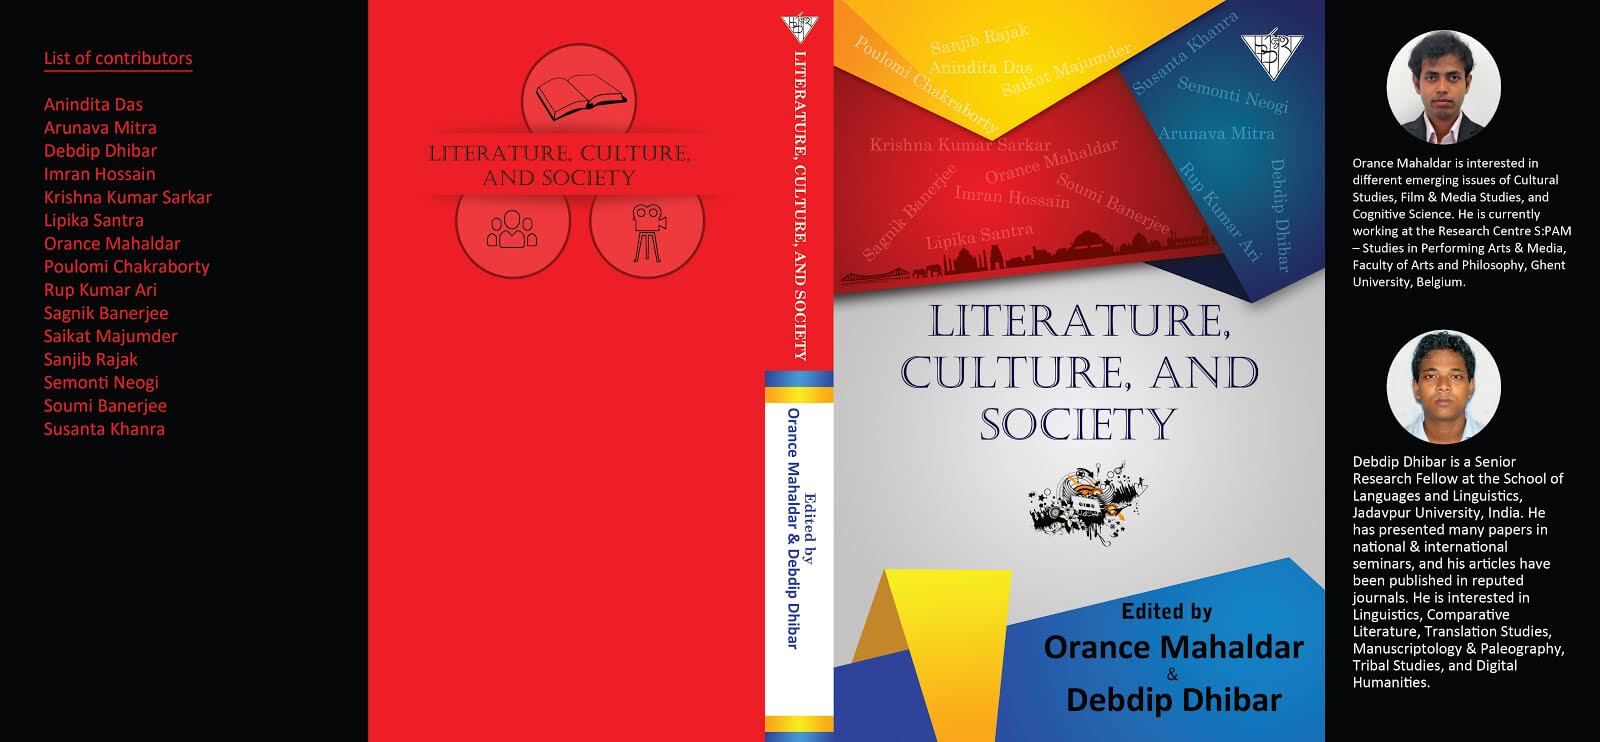 List of contributors
Anindita Das
Arunava Mitra
Debdip Dhibar
Imran Hossain
Krishna Kumar Sarkar
Lipika Santra
Orance Mahaldar
Poulomi Chakraborty
Rup Kumar Ari
Sagnik Banerjee
Saikat Majumder
Sanjib Rajak
Semonti Neogi
Soumi Banerjee
Susanta Khanra
LITERATURE, CULTURE,
AND SOCIETY
LITERATURE, CULTURE, AND SOCIETY
Edited by
Orance Mahaldar & Debdip Dhibar
Poulomi Chakraborty
Sanjib Rajak
Anindita Das
Saikat Majumder
Susanta Khanra
Semonti Neogi
Arunava Mitra
Rup Kumar Ari
Debdip Dhibar
Krishna Kumar Sarkar
Orance Mahaldar
Sagnik Banerjee
Imran Hossain
Soumi Banerjee
Lipika Santra
LITERATURE,
CULTURE, AND
SOCIETY
Edited by
Orance Mahaldar
&
Debdip Dhibar
Orance Mahaldar is interested in
different emerging issues of Cultural
Studies, Film & Media Studies, and
Cognitive Science. He is currently
working at the Research Centre S:PAM
– Studies in Performing Arts & Media,
Faculty of Arts and Philosophy, Ghent
University, Belgium.
Debdip Dhibar is a Senior
Research Fellow at the School of
Languages and Linguistics,
Jadavpur University, India. He
has presented many papers in
national & international
seminars, and his articles have
been published in reputed
journals. He is interested in
Linguistics, Comparative
Literature, Translation Studies,
Manuscriptology & Paleography,
Tribal Studies, and Digital
Humanities.